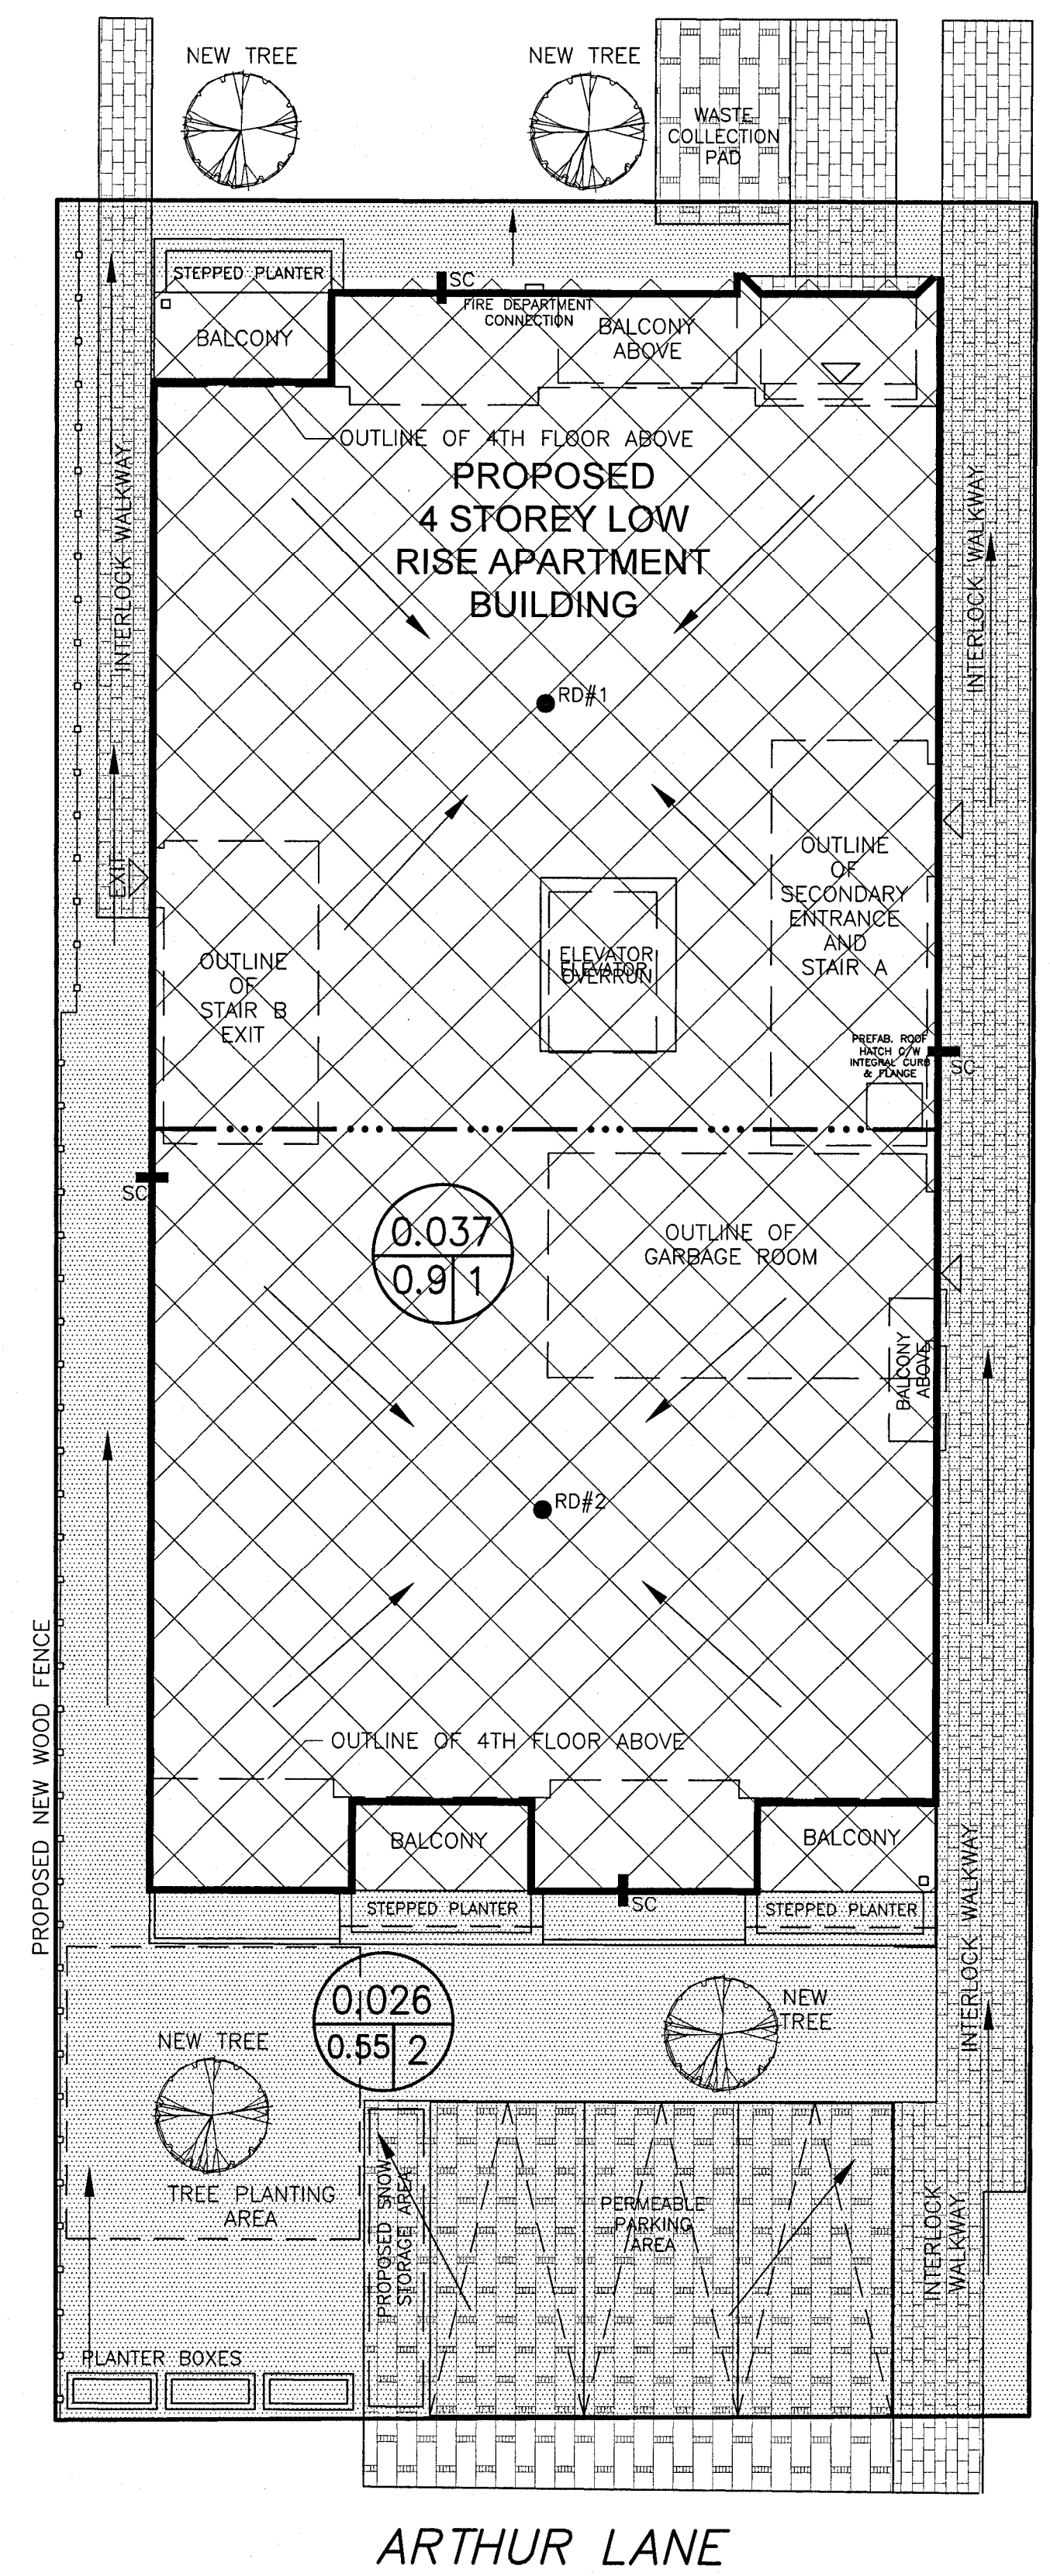 NEW TREE
NEW TREE
WASTE
COLLECTION
PAD
STEPPED PLANTER
SC
FIRE DEPARTMENT
CONNECTION
BALCONY
BALCONY
ABOVE
OUTLINE OF 4TH FLOOR ABOVE
PROPOSED
4 STOREY LOW
RISE APARTMENT
BUILDING
INTERLOCK WALKWAY
INTERLOCK WALKWAY
RD#1
EXIT
OUTLINE
OF
SECONDARY
ENTRANCE
AND
STAIR A
OUTLINE
OF
STAIR B
EXIT
ELEVATOR
ELEVATOR
OVERRUN
PREFAB. ROOF
HATCH C/W
INTEGRAL CURB
& FLANGE
SC
SC
0.037
0.9 1
OUTLINE OF
GARBAGE ROOM
BALCONY
ABOVE
RD#2
PROPOSED NEW WOOD FENCE
OUTLINE OF 4TH FLOOR ABOVE
BALCONY
BALCONY
STEPPED PLANTER
SC
STEPPED PLANTER
INTERLOCK WALKWAY
0.026
0.55 2
NEW
TREE
NEW TREE
TREE PLANTING
AREA
PROPOSED SNOW
STORAGE AREA
PERMEABLE
PARKING
AREA
INTERLOCK
WALKWAY
PLANTER BOXES
ARTHUR LANE